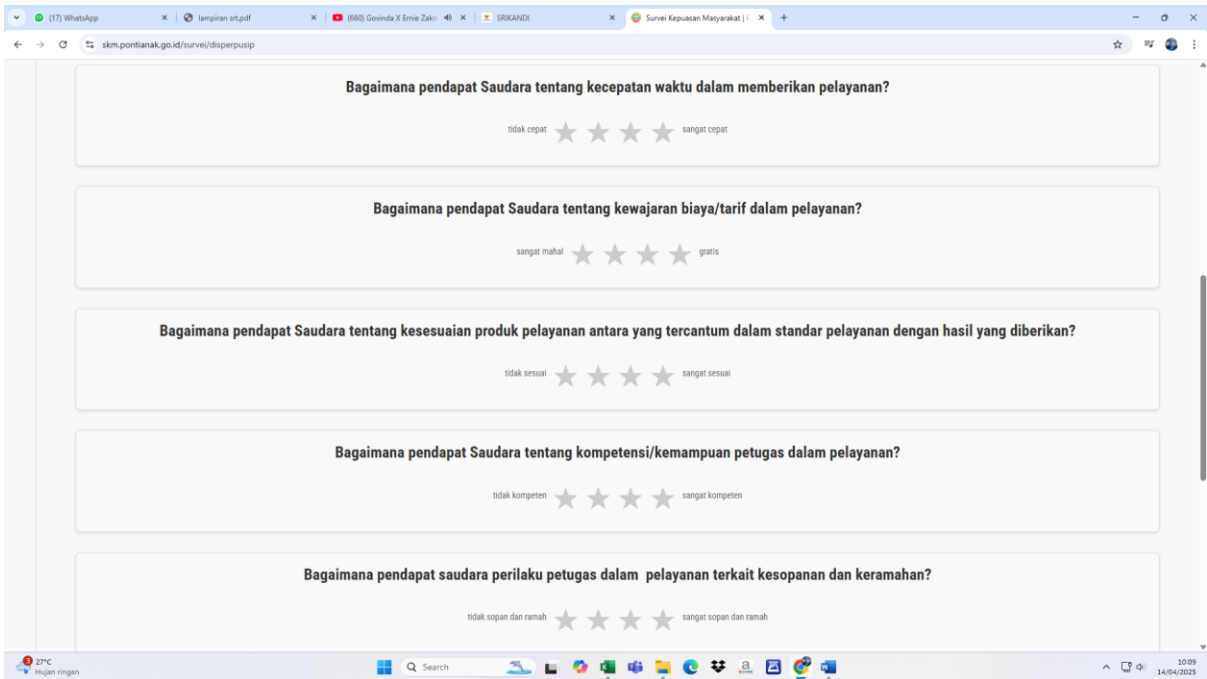 (17) WhatsApp
lampiran srt.pdf
(660) Govinda X Ernie Zakri
SRIKANDI
Survei Kepuasan Masyarakat |
skm.pontianak.go.id/survei/disperpusip
Bagaimana pendapat Saudara tentang kecepatan waktu dalam memberikan pelayanan?
tidak cepat sangat cepat
Bagaimana pendapat Saudara tentang kewajaran biaya/tarif dalam pelayanan?
sangat mahal gratis
Bagaimana pendapat Saudara tentang kesesuaian produk pelayanan antara yang tercantum dalam standar pelayanan dengan hasil yang diberikan?
tidak sesuai sangat sesuai
Bagaimana pendapat Saudara tentang kompetensi/kemampuan petugas dalam pelayanan?
tidak kompeten sangat kompeten
Bagaimana pendapat saudara perilaku petugas dalam pelayanan terkait kesopanan dan keramahan?
tidak sopan dan ramah sangat sopan dan ramah
3
27°C
Hujan ringan
Search
10:09
14/04/2025